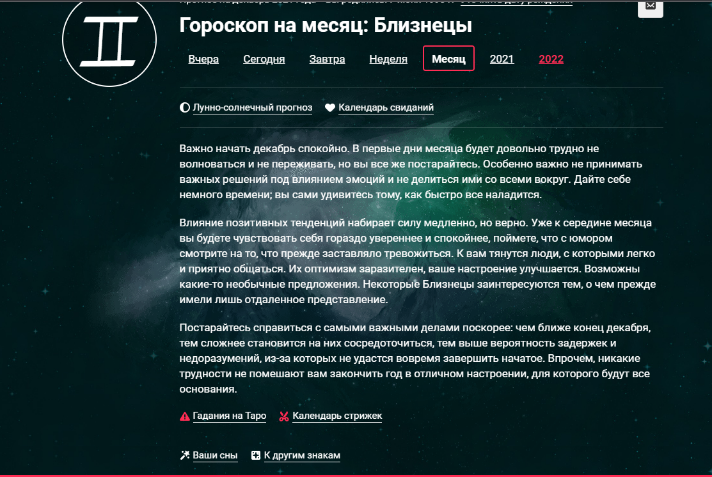 Гороскоп на месяц: Близнецы
Вчера Сегодня Завтра Неделя Месяц 2021 2022
Лунно-солнечный прогноз Календарь свиданий
Важно начать декабрь спокойно. В первые дни месяца будет довольно трудно не
волноваться и не переживать, но вы все же постарайтесь. Особенно важно не принимать
важных решений под влиянием эмоций и не делиться ими со всеми вокруг. Дайте себе
немного времени; вы сами удивитесь тому, как быстро все наладится.
Влияние позитивных тенденций набирает силу медленно, но верно. Уже к середине месяца
вы будете чувствовать себя гораздо увереннее и спокойнее, поймете, что с юмором
смотрите на то, что прежде заставляло тревожиться. К вам тянутся люди, с которыми легко
и приятно общаться. Их оптимизм заразителен, ваше настроение улучшается. Возможны
какие-то необычные предложения. Некоторые Близнецы заинтересуются тем, о чем прежде
имели лишь отдаленное представление.
Постарайтесь справиться с самыми важными делами поскорее: чем ближе конец декабря,
тем сложнее становится на них сосредоточиться, тем выше вероятность задержек и
недоразумений, из-за которых не удастся вовремя завершить начатое. Впрочем, никакие
трудности не помешают вам закончить год в отличном настроении, для которого будут все
основания.
Гадания на Таро Календарь стрижек
Ваши сны К другим знакам